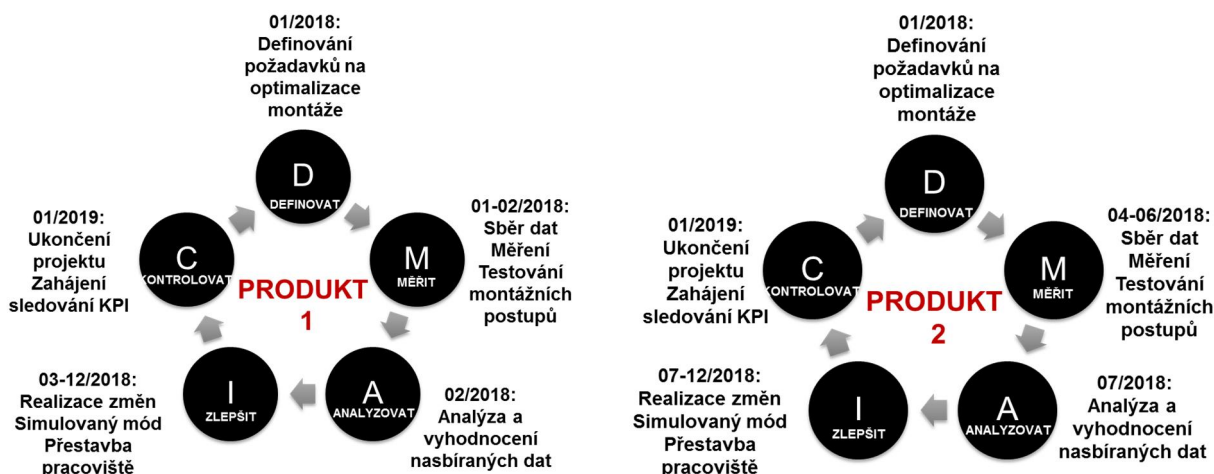 01/2018:
Definování
požadavků na
optimalizace
montáže
D
DEFINOVAT
01-02/2018:
Sběr dat
Měření
Testování
montážních
postupů
M
MĚŘIT
02/2018:
Analýza a
vyhodnocení
nasbíraných dat
A
ANALYZOVAT
03-12/2018:
Realizace změn
Simulovaný mód
Přestavba
pracoviště
I
ZLEPŠIT
01/2019:
Ukončení
projektu
Zahájení
sledování KPI
C
KONTROLOVAT
PRODUKT
1
01/2018:
Definování
požadavků na
optimalizace
montáže
D
DEFINOVAT
04-06/2018:
Sběr dat
Měření
Testování
montážních
postupů
M
MĚŘIT
07/2018:
Analýza a
vyhodnocení
nasbíraných dat
A
ANALYZOVAT
07-12/2018:
Realizace změn
Simulovaný mód
Přestavba
pracoviště
I
ZLEPŠIT
01/2019:
Ukončení
projektu
Zahájení
sledování KPI
C
KONTROLOVAT
PRODUKT
2